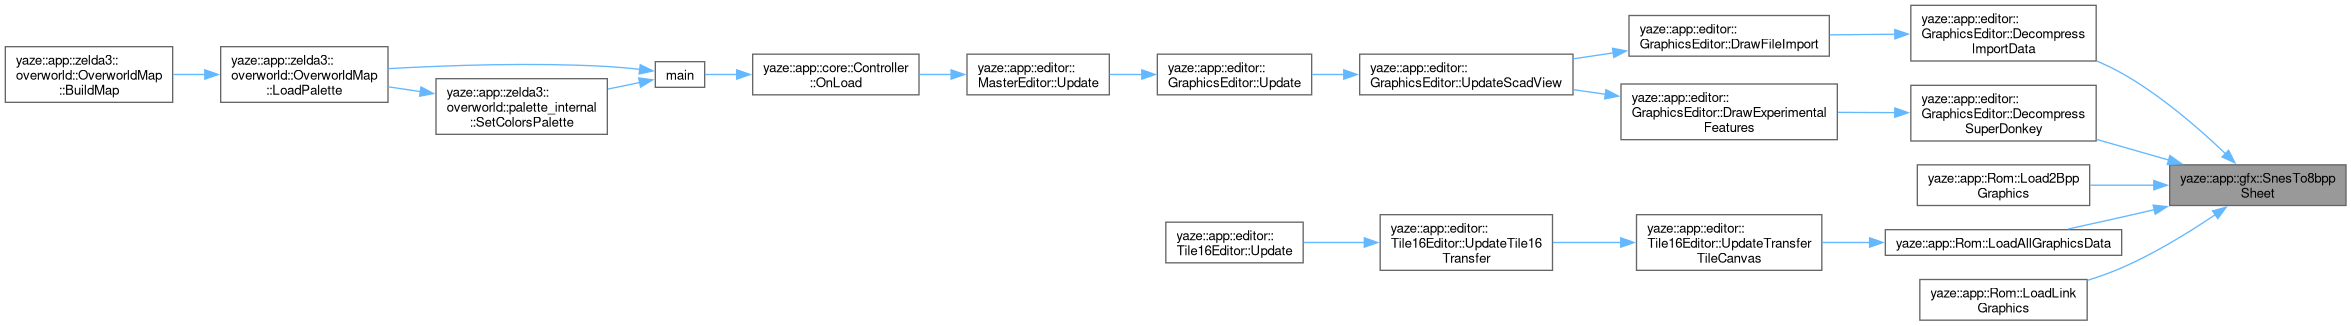 yaze::app::zelda3::
overworld::OverworldMap
::BuildMap
yaze::app::zelda3::
overworld::OverworldMap
::LoadPalette
yaze::app::zelda3::
overworld::palette_internal
::SetColorsPalette
main
yaze::app::core::Controller
::OnLoad
yaze::app::editor::
MasterEditor::Update
yaze::app::editor::
GraphicsEditor::Update
yaze::app::editor::
GraphicsEditor::UpdateScadView
yaze::app::editor::
GraphicsEditor::DrawFileImport
yaze::app::editor::
GraphicsEditor::DrawExperimental
Features
yaze::app::editor::
GraphicsEditor::Decompress
ImportData
yaze::app::editor::
GraphicsEditor::Decompress
SuperDonkey
yaze::app::Rom::Load2Bpp
Graphics
yaze::app::gfx::SnesTo8bpp
Sheet
yaze::app::editor::
Tile16Editor::Update
yaze::app::editor::
Tile16Editor::UpdateTile16
Transfer
yaze::app::editor::
Tile16Editor::UpdateTransfer
TileCanvas
yaze::app::Rom::LoadAllGraphicsData
yaze::app::Rom::LoadLink
Graphics